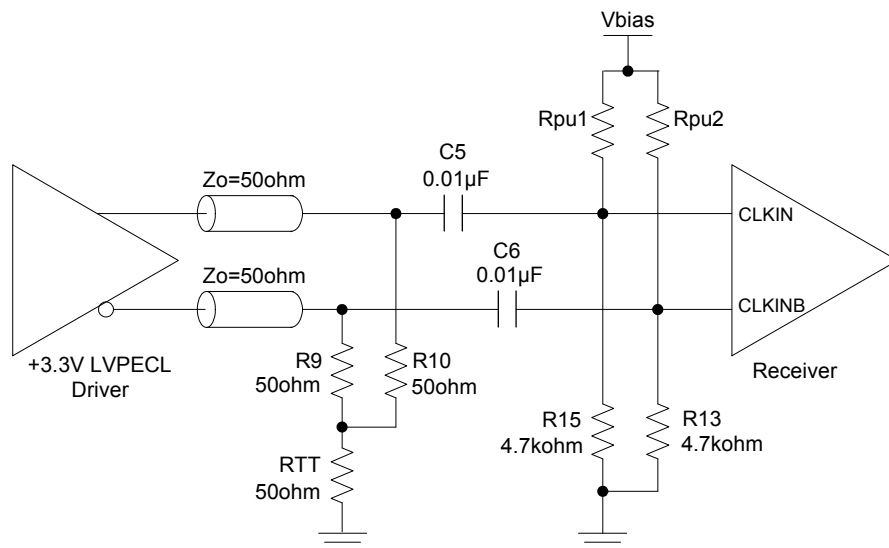 Vbias
Rpu1
Rpu2
C5
0.01µF
Zo=50ohm
CLKIN
C6
0.01µF
Zo=50ohm
CLKINB
+3.3V LVPECL
Driver
R9
50ohm
R10
50ohm
Receiver
R15
4.7kohm
R13
4.7kohm
RTT
50ohm